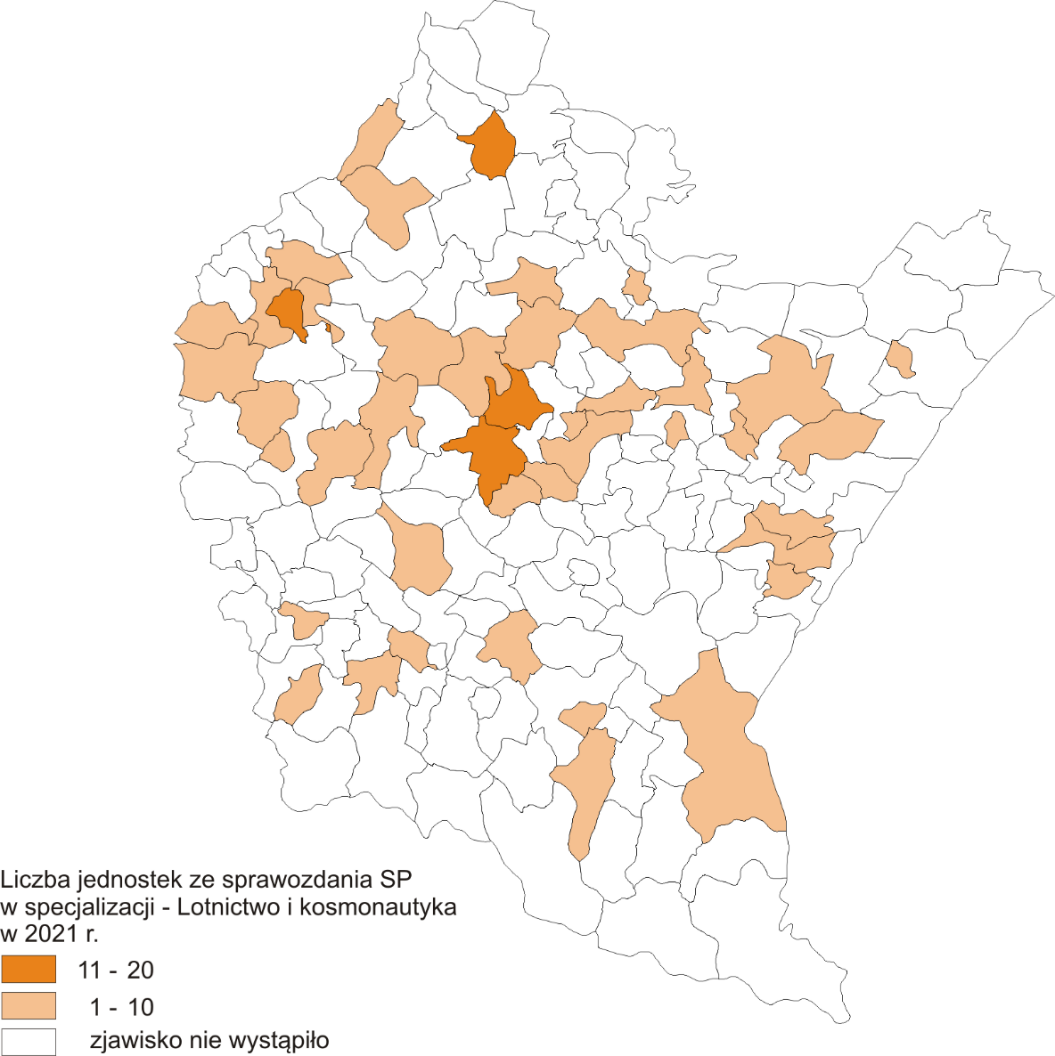 Liczba jednostek ze sprawozdania SP
w specjalizacji - Lotnictwo i kosmonautyka
w 2021 r.
11 - 20
1 - 10
zjawisko nie wystąpiło